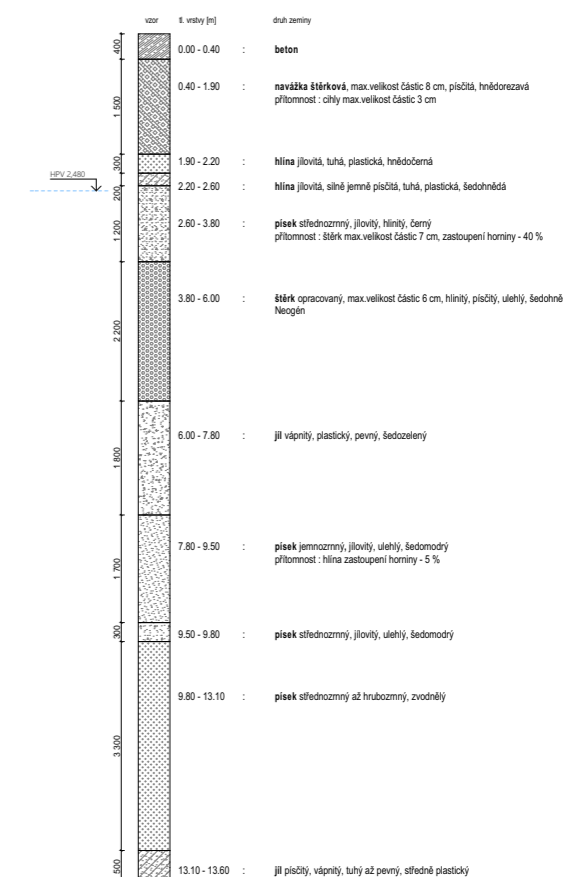 vzor tl. vrstvy [m] druh zeminy
400 0.00 - 0.40 : beton
1 500 0.40 - 1.90 : navážka štěrková, max.velikost částic 8 cm, písčitá, hnědorezavá
přítomnost : cihly max.velikost částic 3 cm
300 1.90 - 2.20 : hlína jílovitá, tuhá, plastická, hnědočerná
HPV 2,480
200 2.20 - 2.60 : hlína jílovitá, silně jemně písčitá, tuhá, plastická, šedohnědá
1 200 2.60 - 3.80 : písek střednozrnný, jílovitý, hlinitý, černý
přítomnost : štěrk max.velikost částic 7 cm, zastoupení horniny - 40 %
2 200 3.80 - 6.00 : štěrk opracovaný, max.velikost částic 6 cm, hlinitý, písčitý, ulehlý, šedohně
Neogén
1 800 6.00 - 7.80 : jíl vápnitý, plastický, pevný, šedozelený
1 700 7.80 - 9.50 : písek jemnozrnný, jílovitý, ulehlý, šedomodrý
přítomnost : hlína zastoupení horniny - 5 %
300 9.50 - 9.80 : písek střednozrnný, jílovitý, ulehlý, šedomodrý
3 300 9.80 - 13.10 : písek střednozrnný až hrubozrnný, zvodnělý
500 13.10 - 13.60 : jíl písčitý, vápnitý, tuhý až pevný, středně plastický